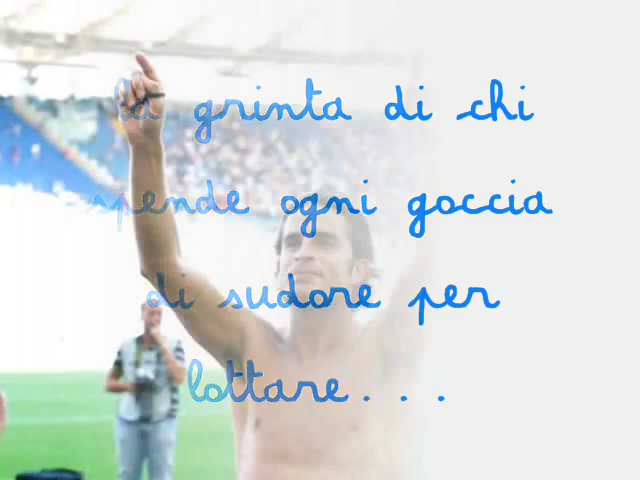 la grinta di chi
spende ogni goccia
di sudore per
lottare...